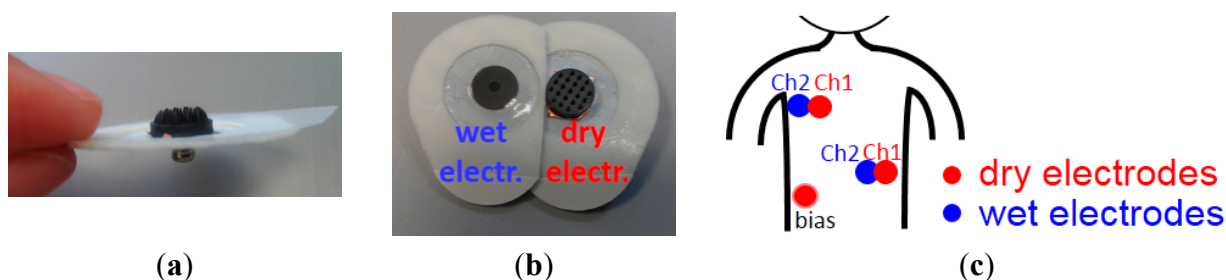 wet dry
electr. electr.
Ch2 Ch1
Ch2 Ch1
bias
dry electrodes
wet electrodes
(a) (b) (c)